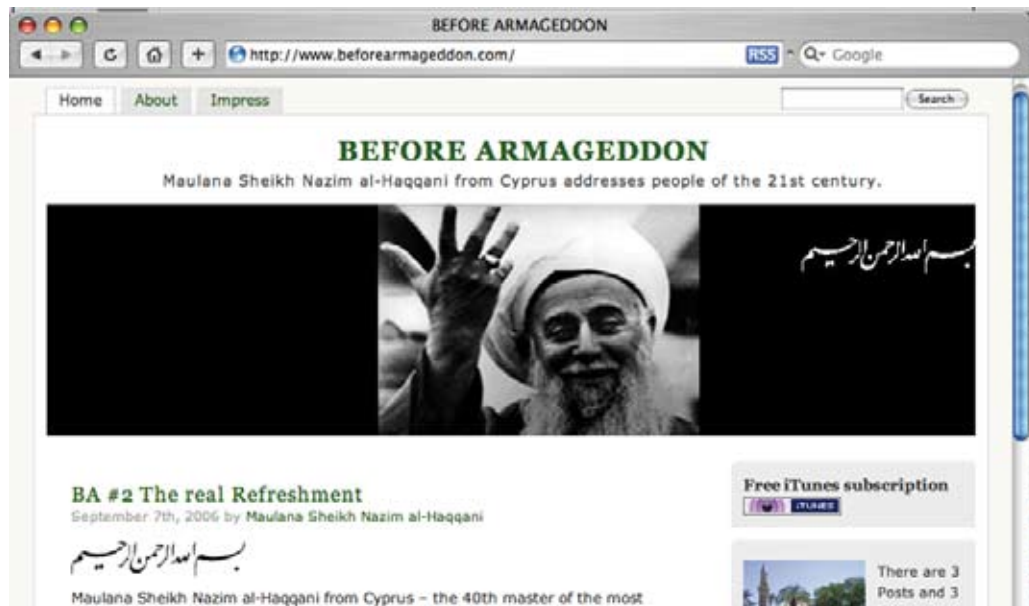 BEFORE ARMAGEDDON
http://www.beforearmageddon.com/
RSS
Google
Home About Impress
Search
BEFORE ARMAGEDDON
Maulana Sheikh Nazim al-Haqqani from Cyprus addresses people of the 21st century.
بسم الله الرحمن الرحيم
BA #2 The real Refreshment
September 7th, 2006 by Maulana Sheikh Nazim al-Haqqani
بسم الله الرحمن الرحيم
Maulana Sheikh Nazim al-Haqqani from Cyprus – the 40th master of the most
Free iTunes subscription
ITUNES
There are 3
Posts and 3